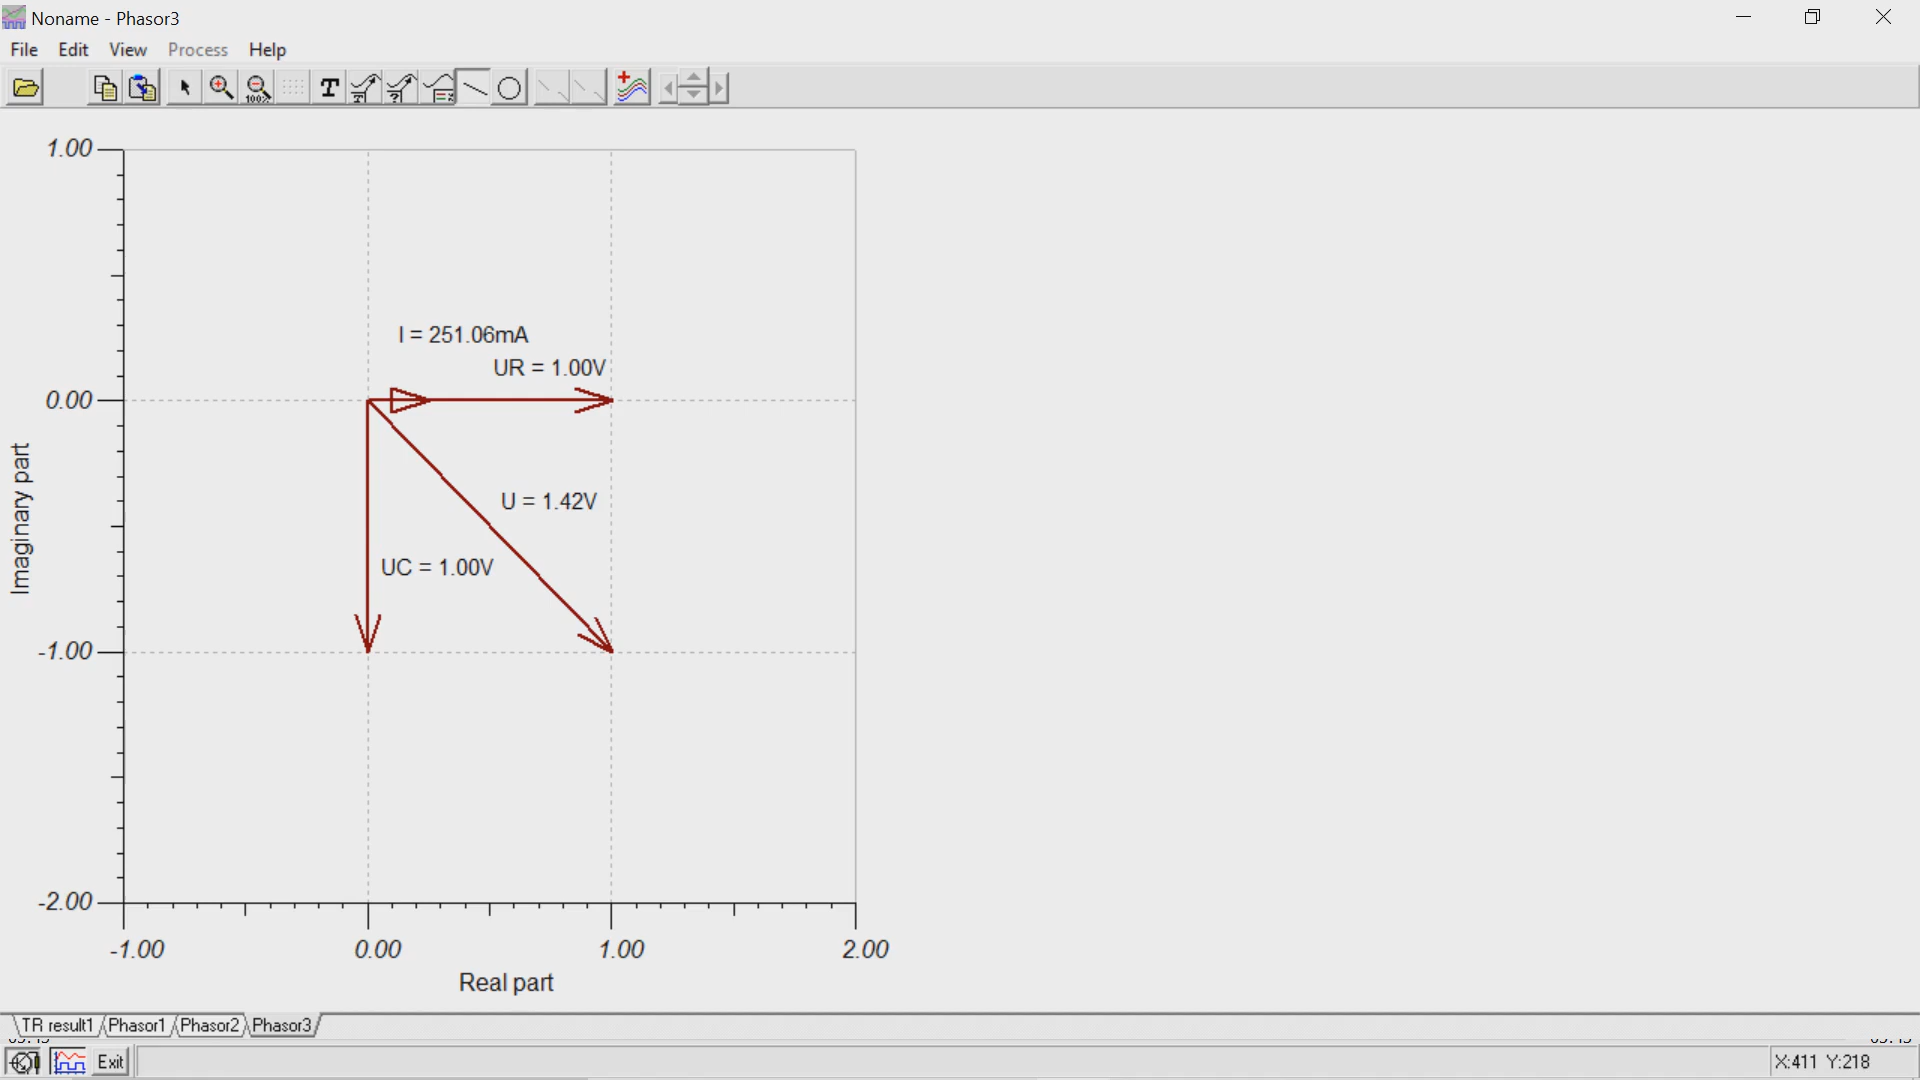 Noname - Phasor3
File Edit View Process Help
T
100%
1.00
I = 251.06mA
UR = 1.00V
0.00
Imaginary part
U = 1.42V
UC = 1.00V
-1.00
-2.00
-1.00 0.00 1.00 2.00
Real part
TR result1 Phasor1 Phasor2 Phasor3
Exit
X:411 Y:218